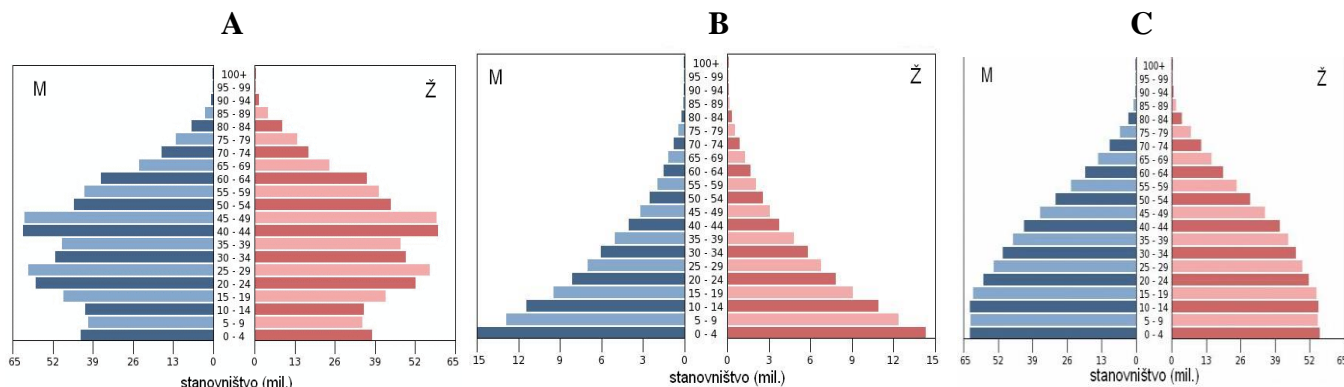 A B C
M Ž
100+
95 - 99
90 - 94
85 - 89
80 - 84
75 - 79
70 - 74
65 - 69
60 - 64
55 - 59
50 - 54
45 - 49
40 - 44
35 - 39
30 - 34
25 - 29
20 - 24
15 - 19
10 - 14
5 - 9
0 - 4
65 52 39 26 13 0 0 13 26 39 52 65
stanovništvo (mil.)
M Ž
100+
95 - 99
90 - 94
85 - 89
80 - 84
75 - 79
70 - 74
65 - 69
60 - 64
55 - 59
50 - 54
45 - 49
40 - 44
35 - 39
30 - 34
25 - 29
20 - 24
15 - 19
10 - 14
5 - 9
0 - 4
15 12 9 6 3 0 0 3 6 9 12 15
stanovništvo (mil.)
M Ž
100+
95 - 99
90 - 94
85 - 89
80 - 84
75 - 79
70 - 74
65 - 69
60 - 64
55 - 59
50 - 54
45 - 49
40 - 44
35 - 39
30 - 34
25 - 29
20 - 24
15 - 19
10 - 14
5 - 9
0 - 4
65 52 39 26 13 0 0 13 26 39 52 65
stanovništvo (mil.)